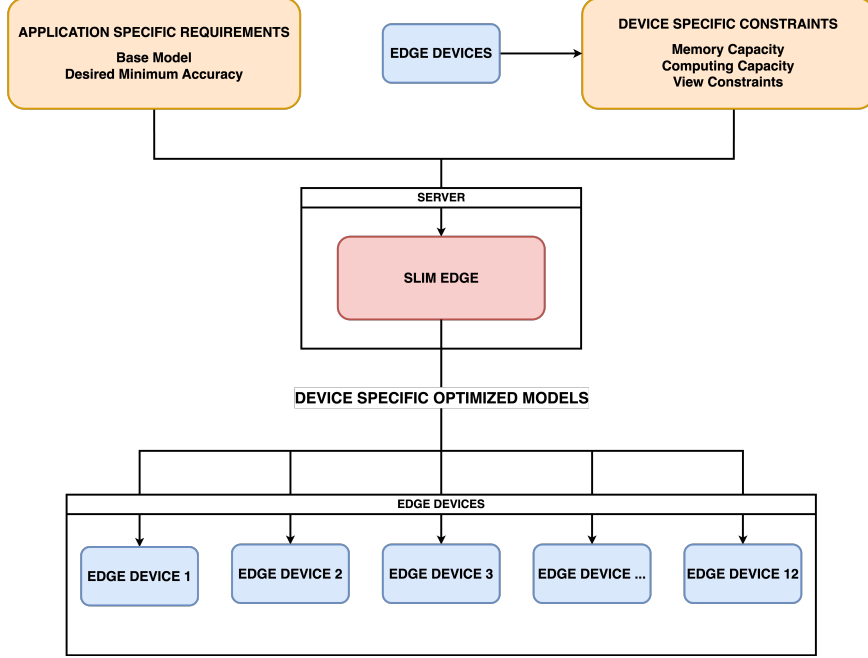 APPLICATION SPECIFIC REQUIREMENTS
Base Model
Desired Minimum Accuracy
EDGE DEVICES
DEVICE SPECIFIC CONSTRAINTS
Memory Capacity
Computing Capacity
View Constraints
SERVER
SLIM EDGE
DEVICE SPECIFIC OPTIMIZED MODELS
EDGE DEVICES
EDGE DEVICE 1
EDGE DEVICE 2
EDGE DEVICE 3
EDGE DEVICE ...
EDGE DEVICE 12